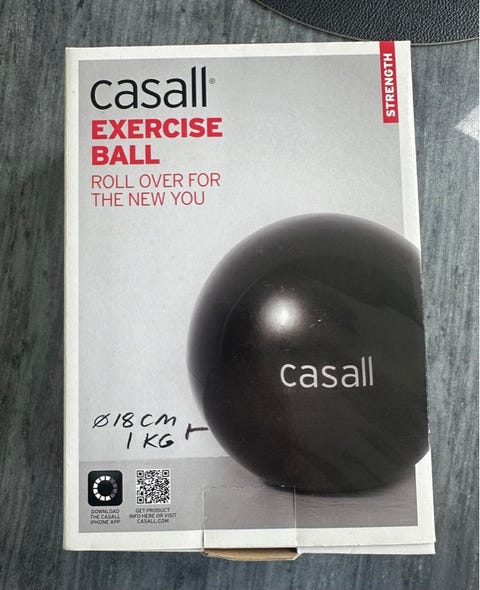 STRENGTH
casall®
EXERCISE
BALL
ROLL OVER FOR
THE NEW YOU
casall
Ø18 CM
1 KG
DOWNLOAD
THE CASALL
IPHONE APP
GET PRODUCT
INFO HERE OR VISIT
CASALL.COM